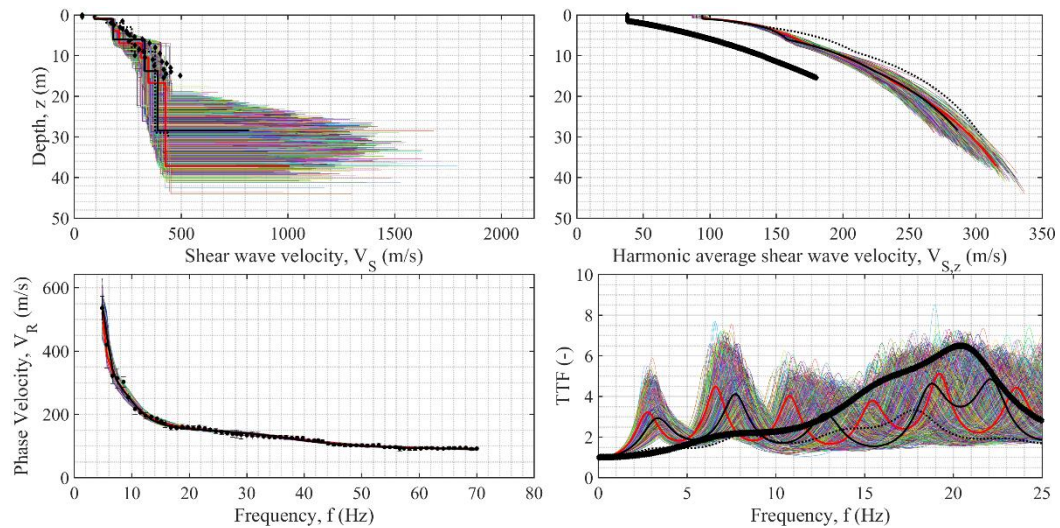 0
10
20
30
40
50
Depth, z (m)
0 500 1000 1500 2000
Shear wave velocity, V_S (m/s)
0
10
20
30
40
50
0 50 100 150 200 250 300 350
Harmonic average shear wave velocity, V_S,z (m/s)
600
400
200
0
Phase Velocity, V_R (m/s)
0 10 20 30 40 50 60 70 80
Frequency, f (Hz)
10
8
6
4
2
0
TTF (-)
0 5 10 15 20 25
Frequency, f (Hz)